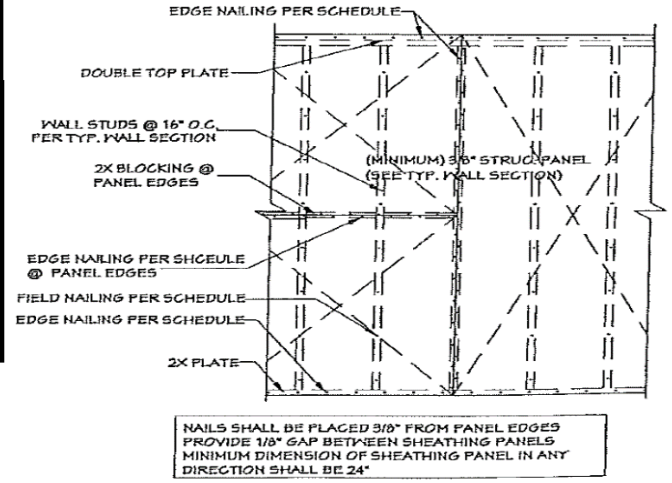 EDGE NAILING PER SCHEDULE
DOUBLE TOP PLATE
WALL STUDS @ 16" O.C.
PER TYP. WALL SECTION
(MINIMUM) 3/8" STRUC. PANEL
(SEE TYP. WALL SECTION)
2X BLOCKING @
PANEL EDGES
EDGE NAILING PER SHCEULE
@ PANEL EDGES
FIELD NAILING PER SCHEDULE
EDGE NAILING PER SCHEDULE
2X PLATE
NAILS SHALL BE PLACED 3/8" FROM PANEL EDGES
PROVIDE 1/8" GAP BETWEEN SHEATHING PANELS
MINIMUM DIMENSION OF SHEATHING PANEL IN ANY
DIRECTION SHALL BE 24"